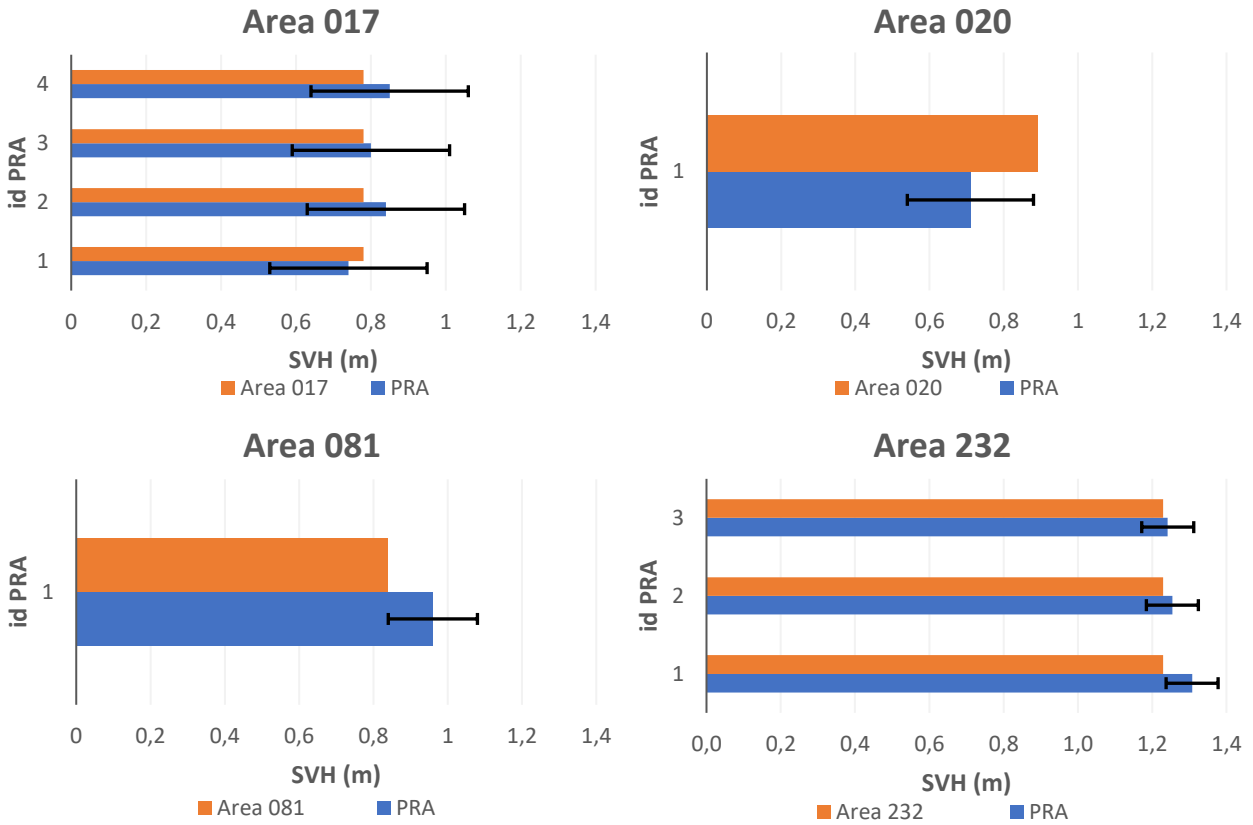 Area 017
id PRA
4
3
2
1
0 0,2 0,4 0,6 0,8 1 1,2 1,4
SVH (m)
Area 017 PRA
Area 020
id PRA
1
0 0,2 0,4 0,6 0,8 1 1,2 1,4
SVH (m)
Area 020 PRA
Area 081
id PRA
1
0 0,2 0,4 0,6 0,8 1 1,2 1,4
SVH (m)
Area 081 PRA
Area 232
id PRA
3
2
1
0,0 0,2 0,4 0,6 0,8 1,0 1,2 1,4
SVH (m)
Area 232 PRA